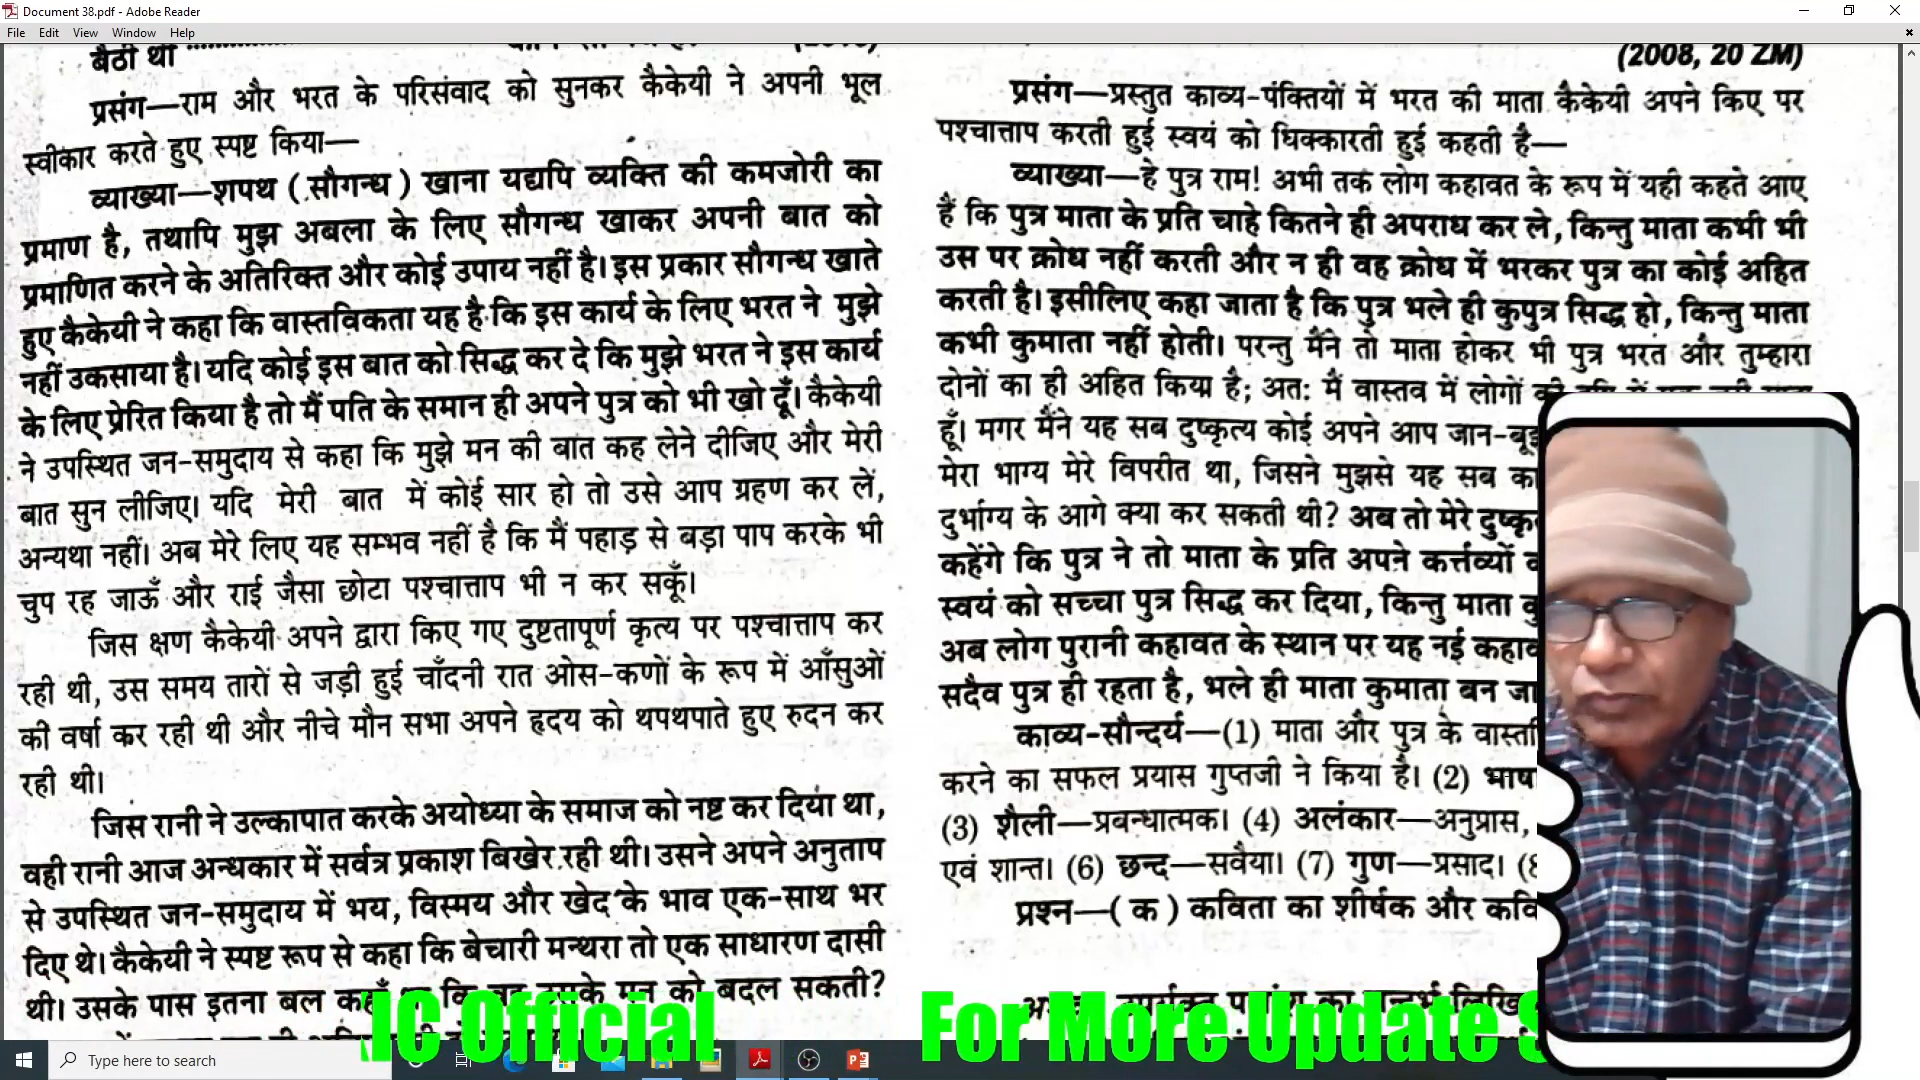 Document 38.pdf - Adobe Reader
File Edit View Window Help
बैठी थी
प्रसंग—राम और भरत के परिसंवाद को सुनकर कैकेयी ने अपनी भूल
स्वीकार करते हुए स्पष्ट किया—
व्याख्या—शपथ (सौगन्ध) खाना यद्यपि व्यक्ति की कमजोरी का
प्रमाण है, तथापि मुझ अबला के लिए सौगन्ध खाकर अपनी बात को
प्रमाणित करने के अतिरिक्त और कोई उपाय नहीं है। इस प्रकार सौगन्ध खाते
हुए कैकेयी ने कहा कि वास्तविकता यह है कि इस कार्य के लिए भरत ने मुझे
नहीं उकसाया है। यदि कोई इस बात को सिद्ध कर दे कि मुझे भरत ने इस कार्य
के लिए प्रेरित किया है तो मैं पति के समान ही अपने पुत्र को भी खो दूँ। कैकेयी
ने उपस्थित जन-समुदाय से कहा कि मुझे मन की बात कह लेने दीजिए और मेरी
बात सुन लीजिए। यदि मेरी बात में कोई सार हो तो उसे आप ग्रहण कर लें,
अन्यथा नहीं। अब मेरे लिए यह सम्भव नहीं है कि मैं पहाड़ से बड़ा पाप करके भी
चुप रह जाऊँ और राई जैसा छोटा पश्चात्ताप भी न कर सकूँ।
जिस क्षण कैकेयी अपने द्वारा किए गए दुष्टतापूर्ण कृत्य पर पश्चात्ताप कर
रही थी, उस समय तारों से जड़ी हुई चाँदनी रात ओस-कणों के रूप में आँसुओं
की वर्षा कर रही थी और नीचे मौन सभा अपने हृदय को थपथपाते हुए रुदन कर
रही थी।
जिस रानी ने उल्कापात करके अयोध्या के समाज को नष्ट कर दिया था,
वही रानी आज अन्धकार में सर्वत्र प्रकाश बिखेर रही थी। उसने अपने अनुताप
से उपस्थित जन-समुदाय में भय, विस्मय और खेद के भाव एक-साथ भर
दिए थे। कैकेयी ने स्पष्ट रूप से कहा कि बेचारी मन्थरा तो एक साधारण दासी
थी। उसके पास इतना बल कहाँ था कि वह उसके मन को बदल सकती?
(2008, 20 ZM)
प्रसंग—प्रस्तुत काव्य-पंक्तियों में भरत की माता कैकेयी अपने किए पर
पश्चात्ताप करती हुई स्वयं को धिक्कारती हुई कहती है—
व्याख्या—हे पुत्र राम! अभी तक लोग कहावत के रूप में यही कहते आए
हैं कि पुत्र माता के प्रति चाहे कितने ही अपराध कर ले, किन्तु माता कभी भी
उस पर क्रोध नहीं करती और न ही वह क्रोध में भरकर पुत्र का कोई अहित
करती है। इसीलिए कहा जाता है कि पुत्र भले ही कुपुत्र सिद्ध हो, किन्तु माता
कभी कुमाता नहीं होती। परन्तु मैंने तो माता होकर भी पुत्र भरत और तुम्हारा
दोनों का ही अहित किया है; अत: मैं वास्तव में लोगों की
हूँ। मगर मैंने यह सब दुष्कृत्य कोई अपने आप जान-बू
मेरा भाग्य मेरे विपरीत था, जिसने मुझसे यह सब
दुर्भाग्य के आगे क्या कर सकती थी? अब तो मेरे
कहेंगे कि पुत्र ने तो माता के प्रति अपने कर्त्तव्यों
स्वयं को सच्चा पुत्र सिद्ध कर दिया, किन्तु माता
अब लोग पुरानी कहावत के स्थान पर यह नई
सदैव पुत्र ही रहता है, भले ही माता कुमाता बन
काव्य-सौन्दर्य—(1) माता और पुत्र के
करने का सफल प्रयास गुप्तजी ने किया है। (2)
(3) शैली—प्रबन्धात्मक। (4) अलंकार—अनुप्रास,
एवं शान्त। (6) छन्द—सवैया। (7) गुण—प्रसाद।
प्रश्न—(क) कविता का शीर्षक और
IC Official For More Update
Type here to search